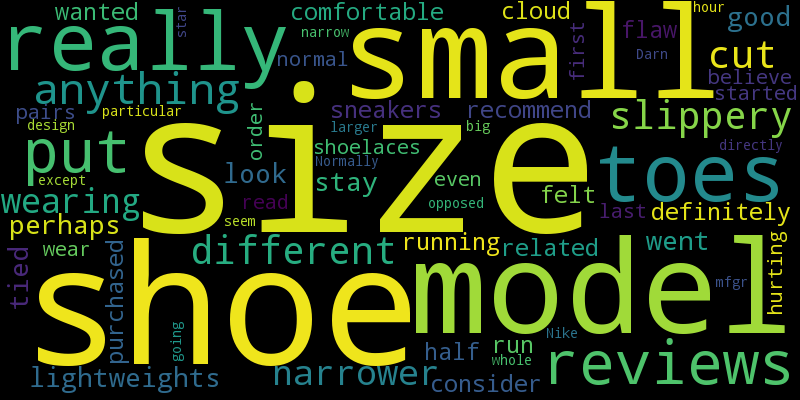 wanted
star
comfortable
narrow
cloud
hour
good
really
small
first
flaw
normal
Darn
cut
anything
believe
started
pairs
particular
order
sneakers
recommend
slippery
design
put
size
larger
big
shoelaces
Normally
directly
toes
except
look
stay
even
wearing
read
opposed
felt
last
definitely
perhaps
seem
different
running
related
went
tied
wear
purchased
shoe
model
mfgr
hurting
going
Nike
half
run
whole
reviews
lightweights
narrower
consider